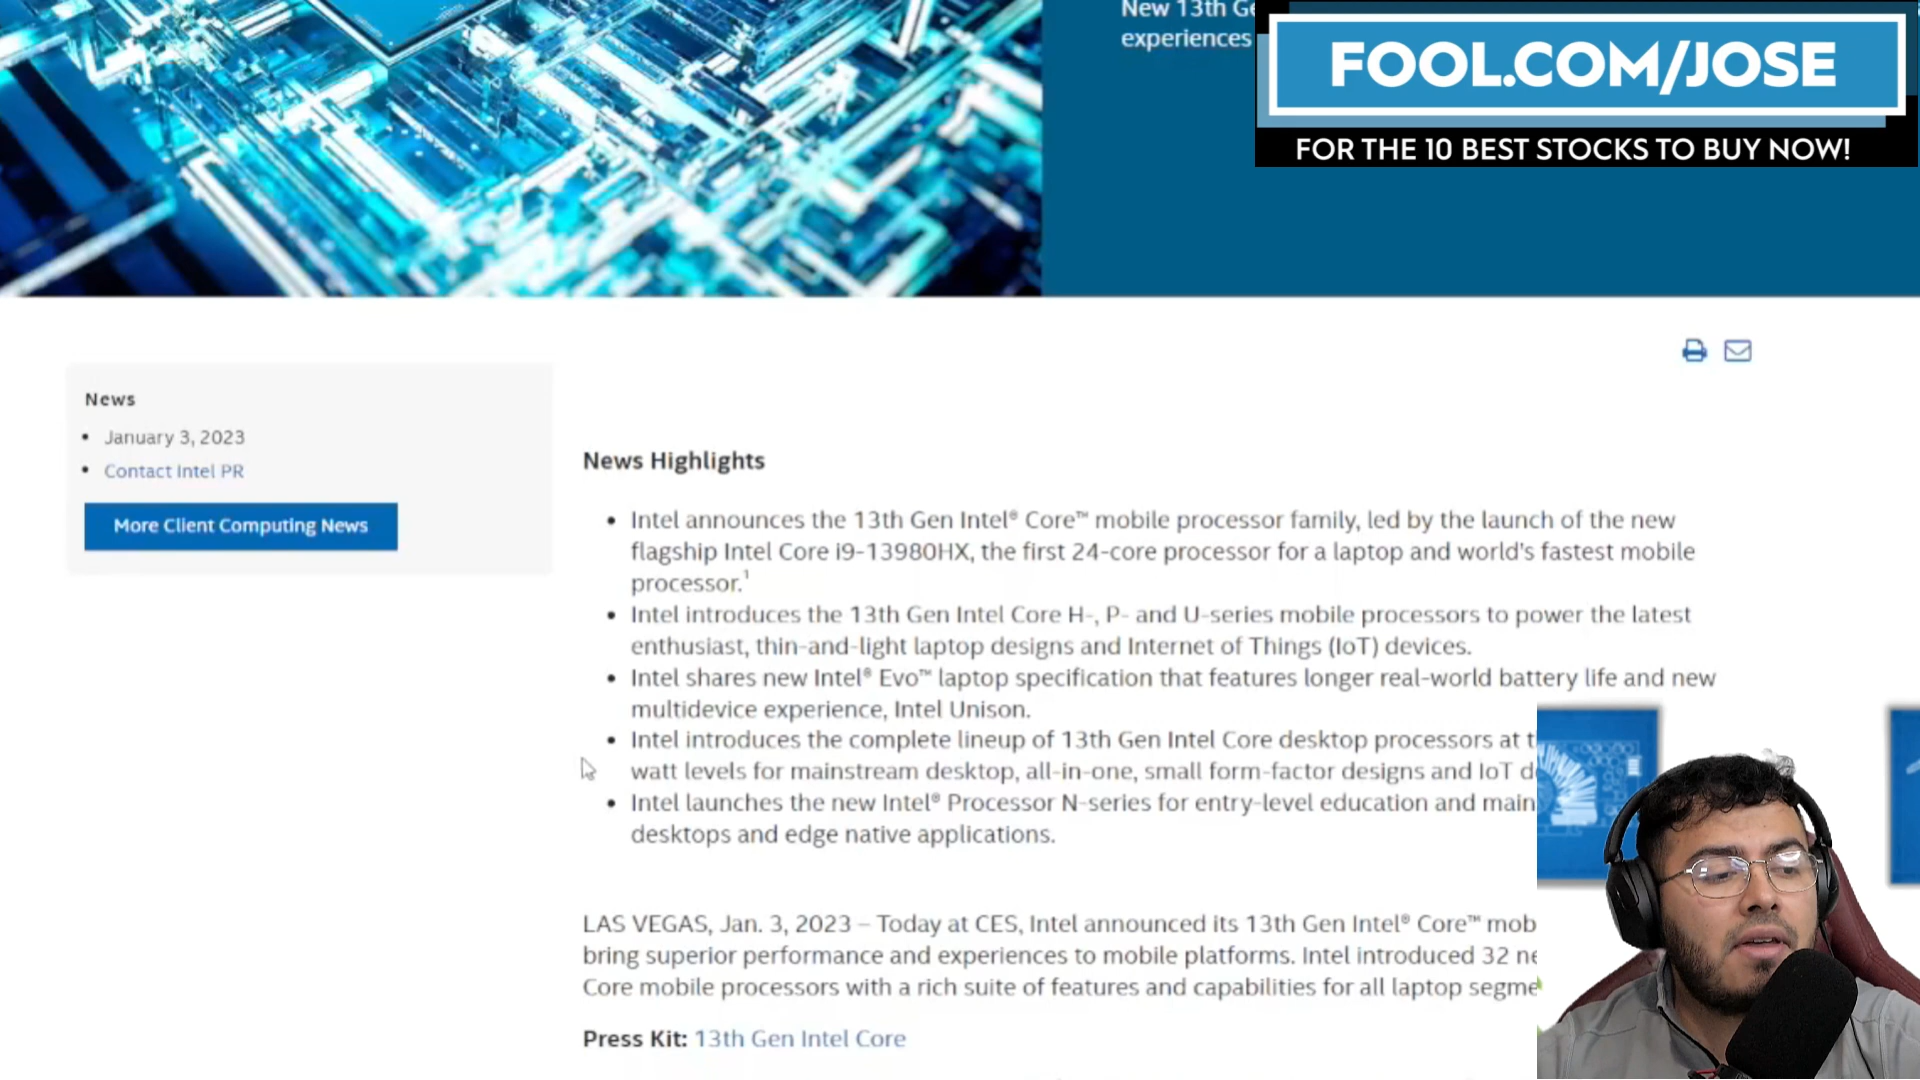 New 13th Ge
experiences
FOOL.COM/JOSE
FOR THE 10 BEST STOCKS TO BUY NOW!
News
• January 3, 2023
• Contact Intel PR
More Client Computing News
News Highlights
• Intel announces the 13th Gen Intel® Core™ mobile processor family, led by the launch of the new
flagship Intel Core i9-13980HX, the first 24-core processor for a laptop and world's fastest mobile
processor.¹
• Intel introduces the 13th Gen Intel Core H-, P- and U-series mobile processors to power the latest
enthusiast, thin-and-light laptop designs and Internet of Things (IoT) devices.
• Intel shares new Intel® Evo™ laptop specification that features longer real-world battery life and new
multidevice experience, Intel Unison.
• Intel introduces the complete lineup of 13th Gen Intel Core desktop processors at t
watt levels for mainstream desktop, all-in-one, small form-factor designs and IoT d
• Intel launches the new Intel® Processor N-series for entry-level education and main
desktops and edge native applications.
LAS VEGAS, Jan. 3, 2023 – Today at CES, Intel announced its 13th Gen Intel® Core™ mob
bring superior performance and experiences to mobile platforms. Intel introduced 32 ne
Core mobile processors with a rich suite of features and capabilities for all laptop segme
Press Kit: 13th Gen Intel Core